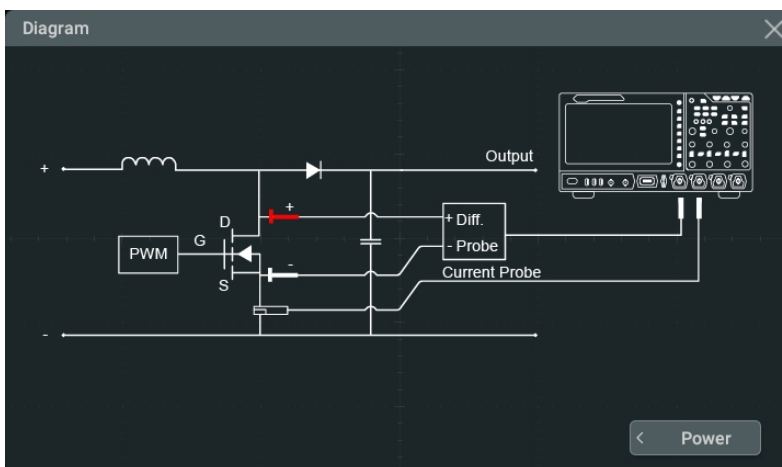 Diagram
+
Output
+
+ Diff.
D
G
PWM
- Probe
-
S
Current Probe
-
< Power